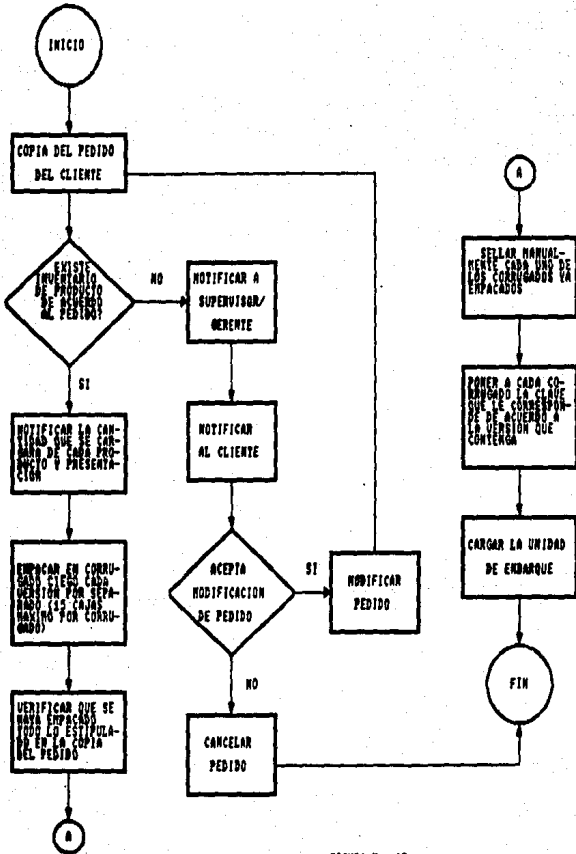 INICIO
COPIA DEL PEDIDO
DEL CLIENTE
EXISTE
INVENTARIO
DE PRODUCTO
DE ACUERDO
AL PEDIDO?
NO
SI
NOTIFICAR LA CAN-
TIDAD QUE SE CAR-
GARA DE CADA PRO-
DUCTO Y PRESENTA-
CION
EMPACAR EN CORRU-
GADO CIEGO CADA
VERSION POR SEPA-
RADO (15 CAJAS
MAXIMO POR CORRU-
GADO)
VERIFICAR QUE SE
HAYA EMPACADO
TODO LO ESTIPULA-
DO EN LA COPIA
DEL PEDIDO
A
NOTIFICAR A
SUPERVISOR/
GERENTE
NOTIFICAR
AL CLIENTE
ACEPTA
MODIFICACION
DE PEDIDO
SI
NO
MODIFICAR
PEDIDO
CANCELAR
PEDIDO
A
SELLAR MANUAL-
MENTE CADA UNO DE
LOS CORRUGADOS YA
EMPACADOS
PONER A CADA CO-
RRUGADO LA CLAVE
QUE LE CORRESPON-
DE DE ACUERDO A
LA VERSION QUE
CONTENGA
CARGAR LA UNIDAD
DE EMBARQUE
FIN